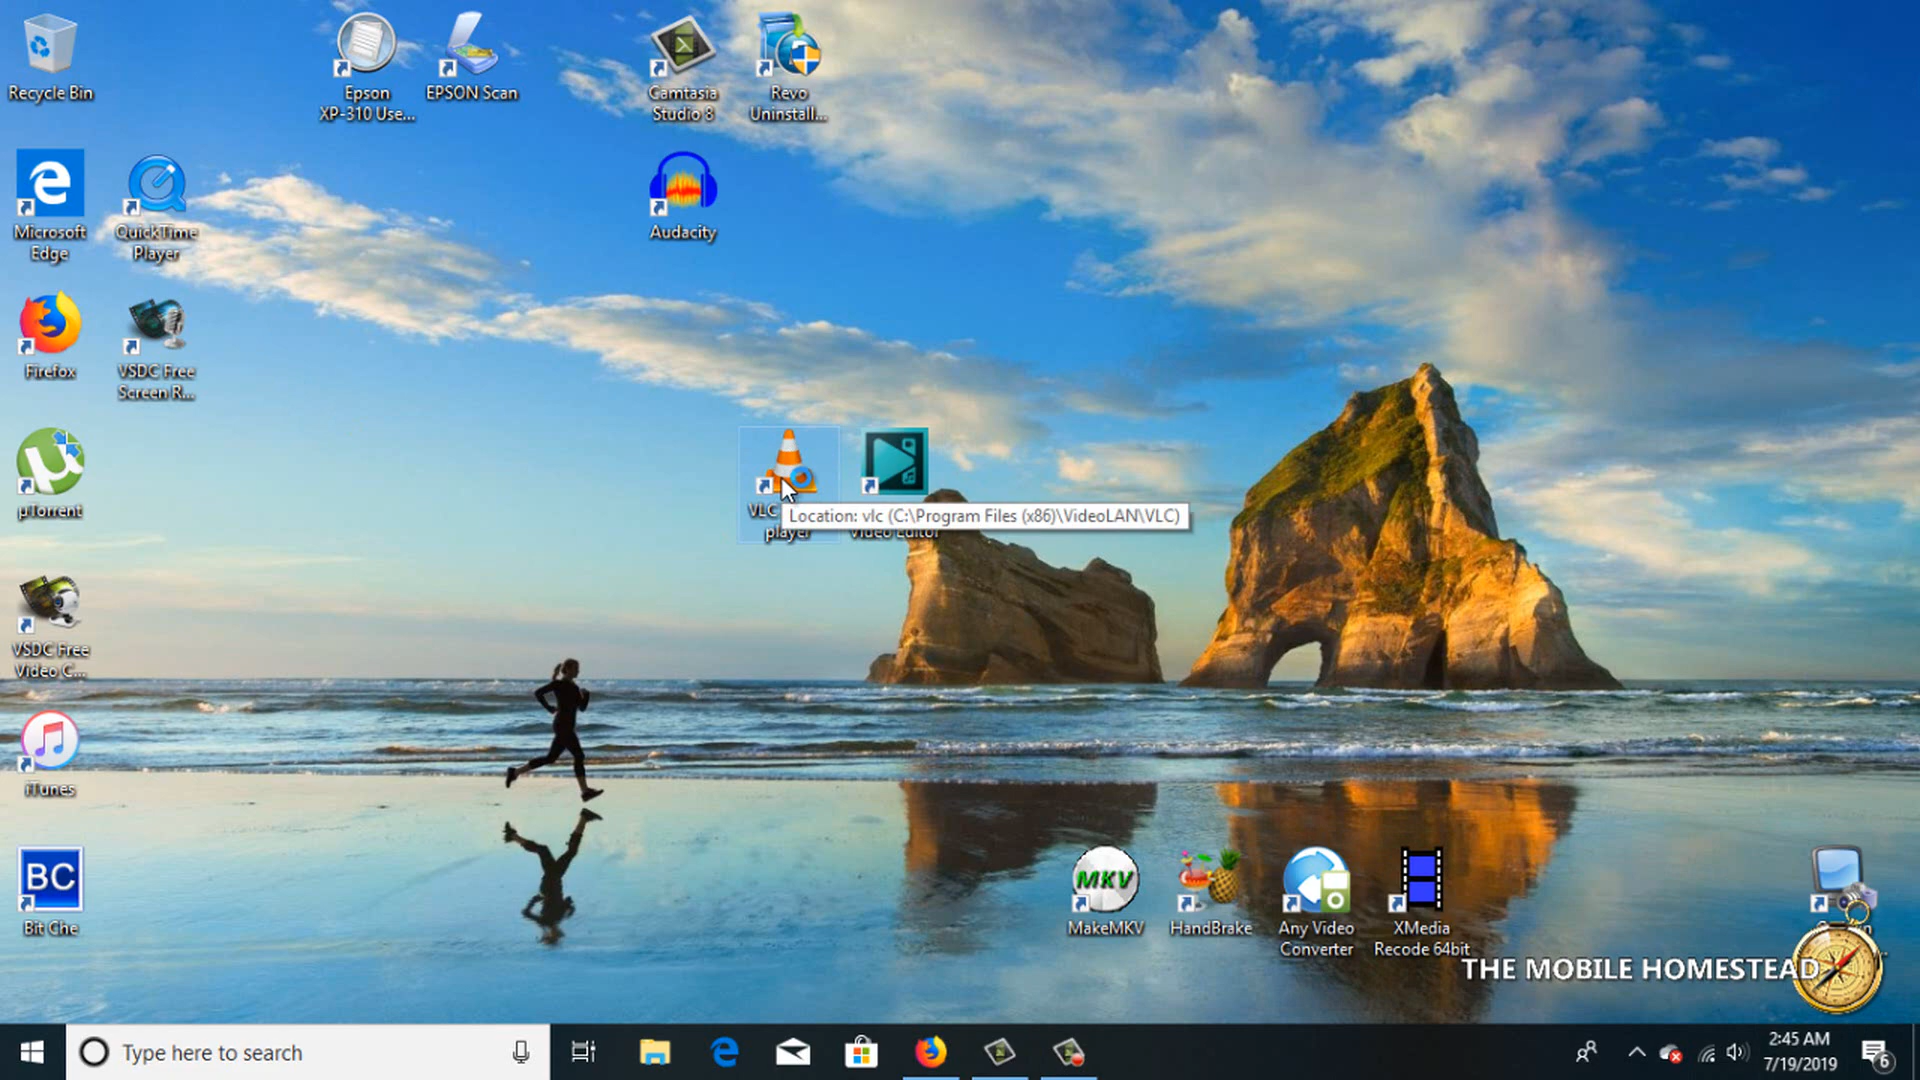 Recycle Bin
Epson
XP-310 Use...
EPSON Scan
Camtasia
Studio 8
Revo
Uninstall...
Microsoft
Edge
QuickTime
Player
Audacity
Firefox
VSDC Free
Screen R...
µTorrent
VLC
player
Location: vlc (C:\Program Files (x86)\VideoLAN\VLC)
Video Editor
VSDC Free
Video C...
iTunes
BC
Bit Che
MKV
MakeMKV
HandBrake
Any Video
Converter
XMedia
Recode 64bit
THE MOBILE HOMESTEAD
Type here to search
2:45 AM
7/19/2019
6